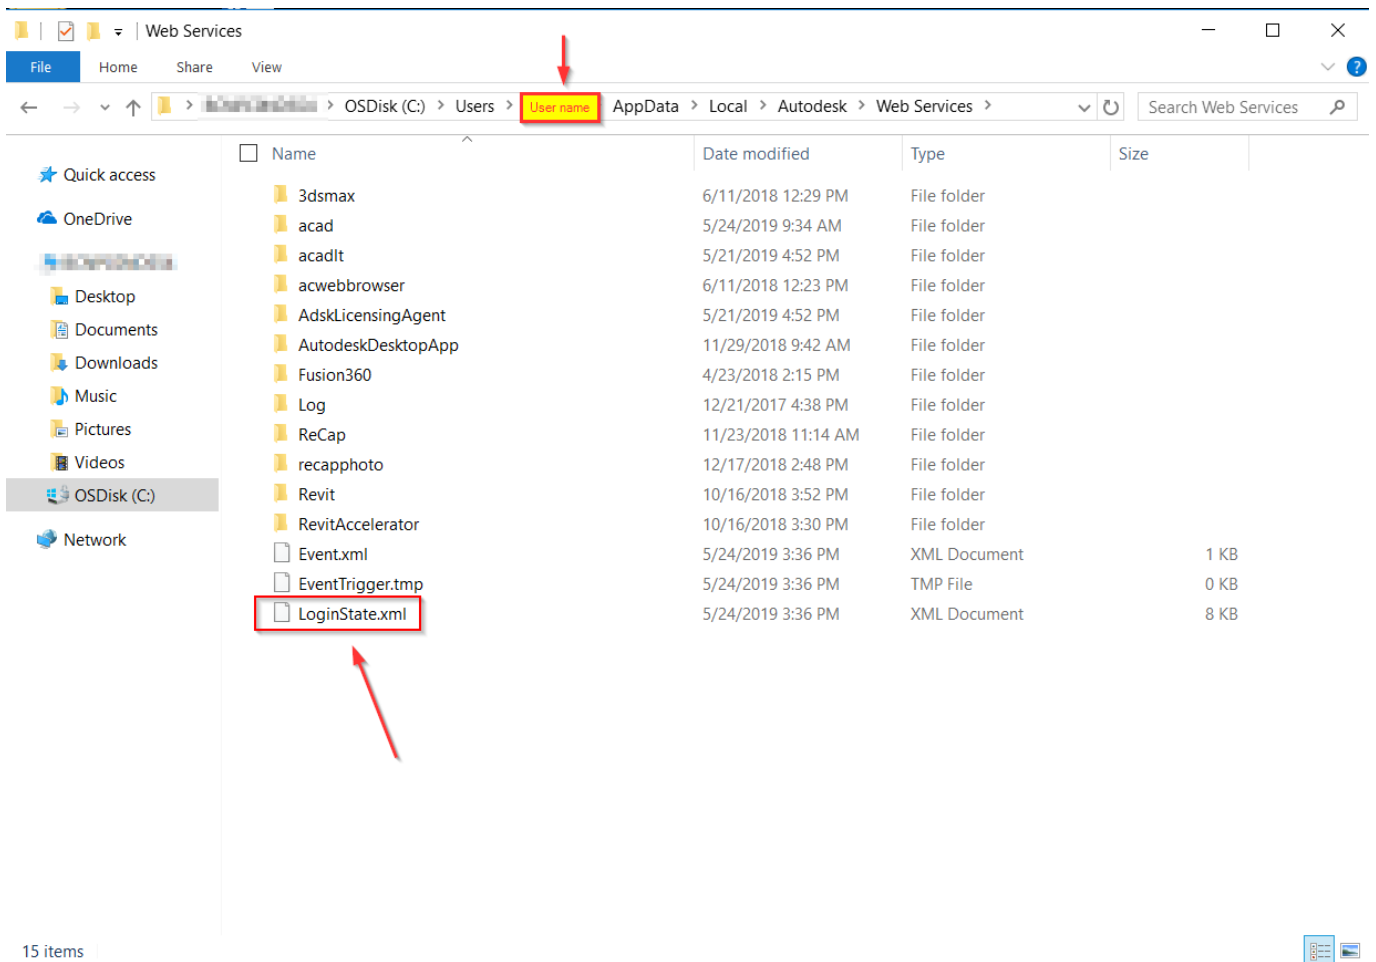 Web Services
File Home Share View
OSDisk (C:) Users User name AppData Local Autodesk Web Services Search Web Services
Name Date modified Type Size
Quick access
OneDrive
Desktop
Documents
Downloads
Music
Pictures
Videos
OSDisk (C:)
Network
3dsmax 6/11/2018 12:29 PM File folder
acad 5/24/2019 9:34 AM File folder
acadlt 5/21/2019 4:52 PM File folder
acwebbrowser 6/11/2018 12:23 PM File folder
AdskLicensingAgent 5/21/2019 4:52 PM File folder
AutodeskDesktopApp 11/29/2018 9:42 AM File folder
Fusion360 4/23/2018 2:15 PM File folder
Log 12/21/2017 4:38 PM File folder
ReCap 11/23/2018 11:14 AM File folder
recapphoto 12/17/2018 2:48 PM File folder
Revit 10/16/2018 3:52 PM File folder
RevitAccelerator 10/16/2018 3:30 PM File folder
Event.xml 5/24/2019 3:36 PM XML Document 1 KB
EventTrigger.tmp 5/24/2019 3:36 PM TMP File 0 KB
LoginState.xml 5/24/2019 3:36 PM XML Document 8 KB
15 items